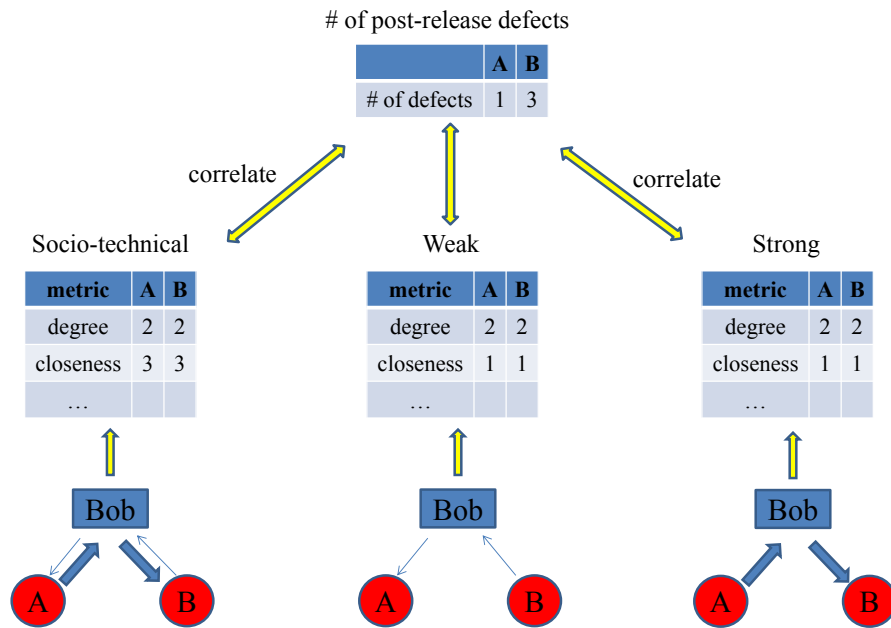 # of post-release defects
A B
# of defects 1 3
correlate
correlate
Socio-technical
metric A B
degree 2 2
closeness 3 3
…
Weak
metric A B
degree 2 2
closeness 1 1
…
Strong
metric A B
degree 2 2
closeness 1 1
…
Bob
A B
Bob
A B
Bob
A B